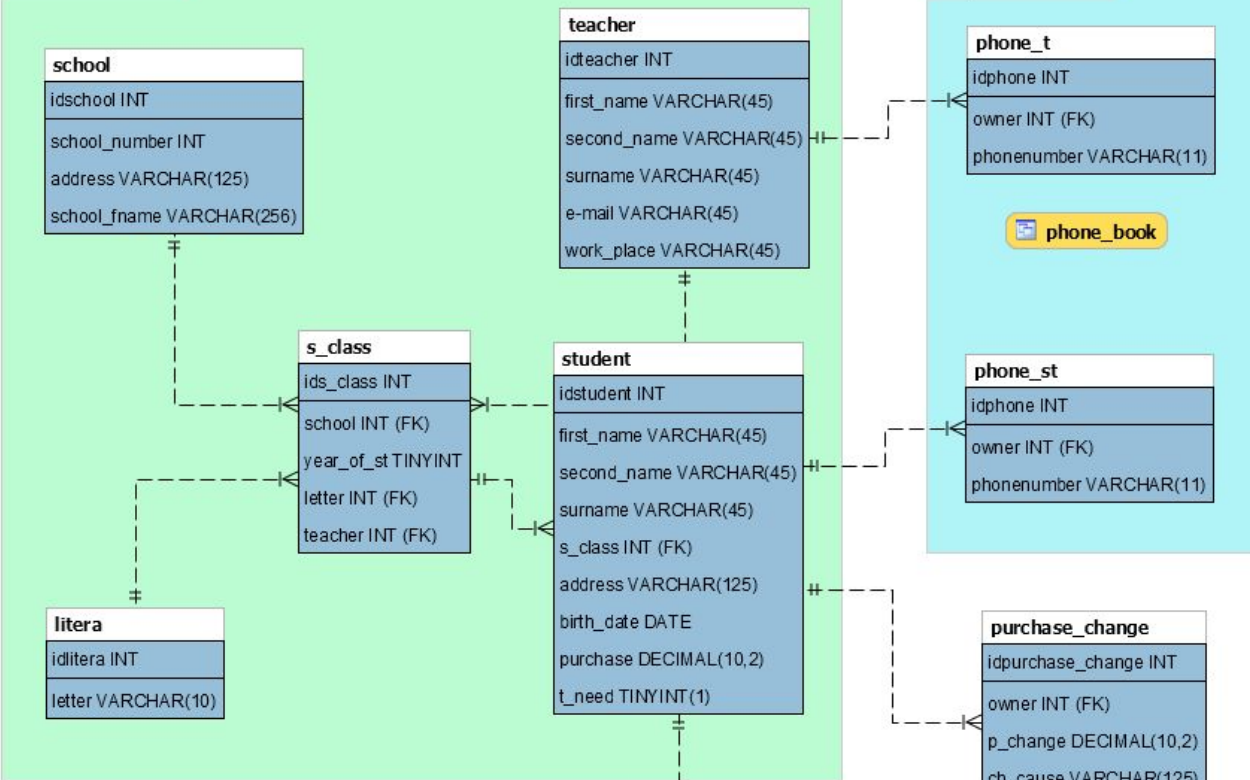 school
idschool INT
school_number INT
address VARCHAR(125)
school_fname VARCHAR(256)
teacher
idteacher INT
first_name VARCHAR(45)
second_name VARCHAR(45)
surname VARCHAR(45)
e-mail VARCHAR(45)
work_place VARCHAR(45)
phone_t
idphone INT
owner INT (FK)
phonenumber VARCHAR(11)
phone_book
s_class
ids_class INT
school INT (FK)
year_of_st TINYINT
letter INT (FK)
teacher INT (FK)
student
idstudent INT
first_name VARCHAR(45)
second_name VARCHAR(45)
surname VARCHAR(45)
s_class INT (FK)
address VARCHAR(125)
birth_date DATE
purchase DECIMAL(10,2)
t_need TINYINT(1)
phone_st
idphone INT
owner INT (FK)
phonenumber VARCHAR(11)
litera
idlitera INT
letter VARCHAR(10)
purchase_change
idpurchase_change INT
owner INT (FK)
p_change DECIMAL(10,2)
ch_cause VARCHAR(125)